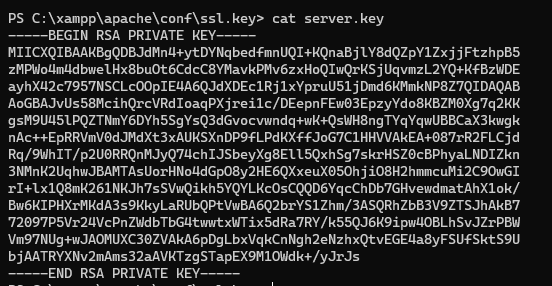 PS C:\xampp\apache\conf\ssl.key> cat server.key
-----BEGIN RSA PRIVATE KEY-----
MIICXQIBAAKBgQDBJdMn4+ytDYNqbedfmnUQI+KQnaBjlY8dQZpY1ZxjjFtzhpB5
zMPWo4m4dbwelHx8buOt6CdcC8YMavkPMv6zxHoQIwQrKSjUqvmzL2YQ+KfBzWDE
ayhX42c7957NSCLcOOpIE4A6QJdXDEc1Rj1xYpruU51jDmd6KMmkNP8Z7QIDAQAB
AoGBAJvUs58McihQrcVRdIoaqPXjrei1c/DEepnFEw03EpzyYdo8KBZM0Xg7q2KK
gsM9U45lPQZTNmY6DYh5SgYsQ3dGvocvwndq+wK+QsWH8ngTYqYqwUBBCaX3kwgk
nAc++EpRRVmV0dJMdXt3xAUKSXnDP9fLPdKXffJoG7C1HHVVAkEA+087rR2FLCjd
Rq/9WhIT/p2U0RRQnMJyQ74chIJSbeyXg8Ell5QxhSg7skrHSZ0cBPhyaLNDIZkn
3NMnK2UqhwJBAMTAsUorHNo4dGpO8y2HE6QXxeuX05OhjiO8H2hmmcuMi2C9OwGI
rI+lx1Q8mK261NKJh7sSVwQikh5YQYLKcOsCQQD6YqcChDb7GHvewdmatAhX1ok/
Bw6KIPHXrMKdA3s9KkyLaRUbQPtVwBA6Q2brYS1Zhm/3ASQRhZbB3V9ZTSJhAkB7
72097P5Vr24VcPnZWdbTbG4twwtxWTix5dRa7RY/k55QJ6K9ipw4OBLhSvJZrPBW
Vm97NUg+wJAOMUXC30ZVAkA6pDgLbxVqkCnNgh2eNzhxQtvEGE4a8yFSUfSktS9U
bjAATRYXNv2mAms32aAVKTzgSTapEX9M1OWdk+/yJrJs
-----END RSA PRIVATE KEY-----